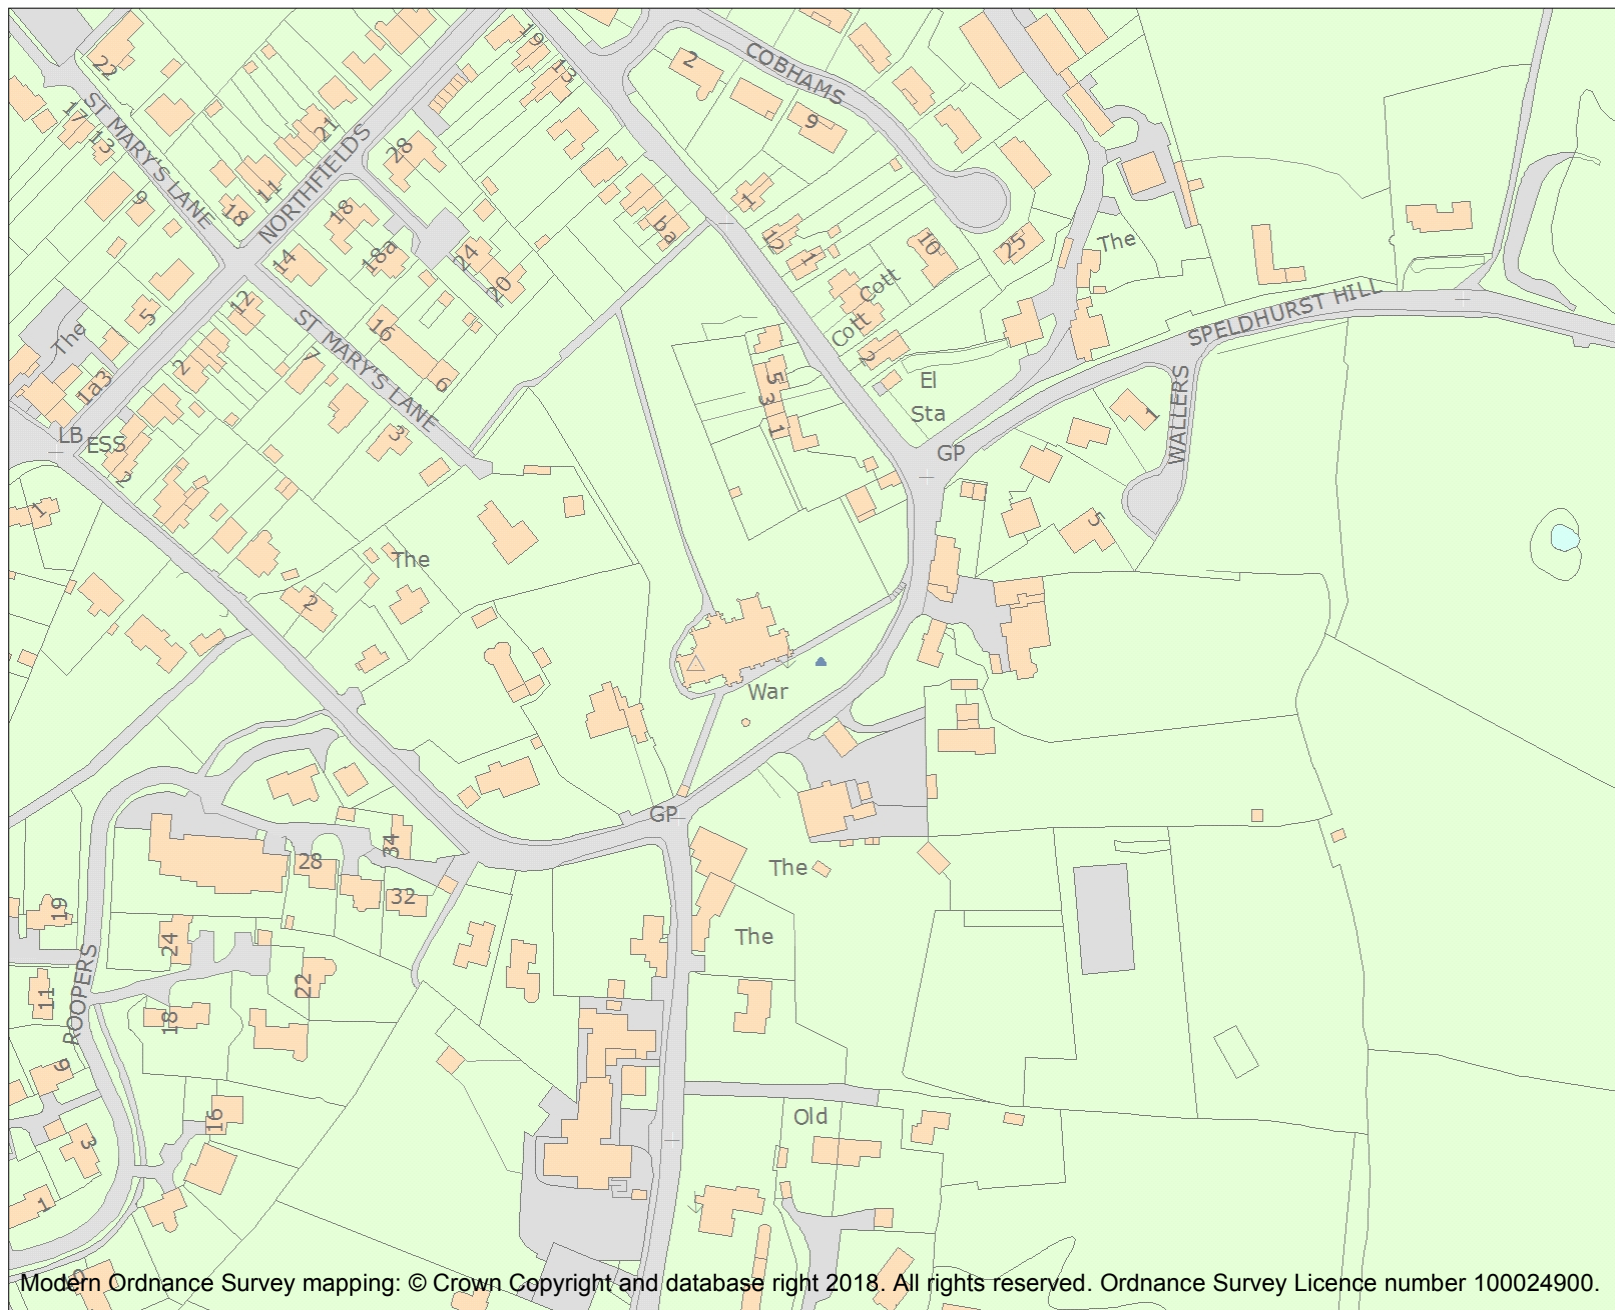 22
19
13
2
COBHAMS
9
ST MARY'S LANE
17
13
21
NORTHFIELDS
28
9
11
18
18
1
ba
12
1
10
25
The
14
18a
24
20
Cott
Cott
2
SPELDHURST HILL
12
5
The
ST MARY'S LANE
16
7
6
2
1a3
5
3
1
El
Sta
GP
WALLERS
1
3
LB
ESS
2
1
5
The
2
War
GP
34
28
32
The
19
24
22
The
ROOPERS
11
18
9
16
3
Old
1
Modern Ordnance Survey mapping: © Crown Copyright and database right 2018. All rights reserved. Ordnance Survey Licence number 100024900.